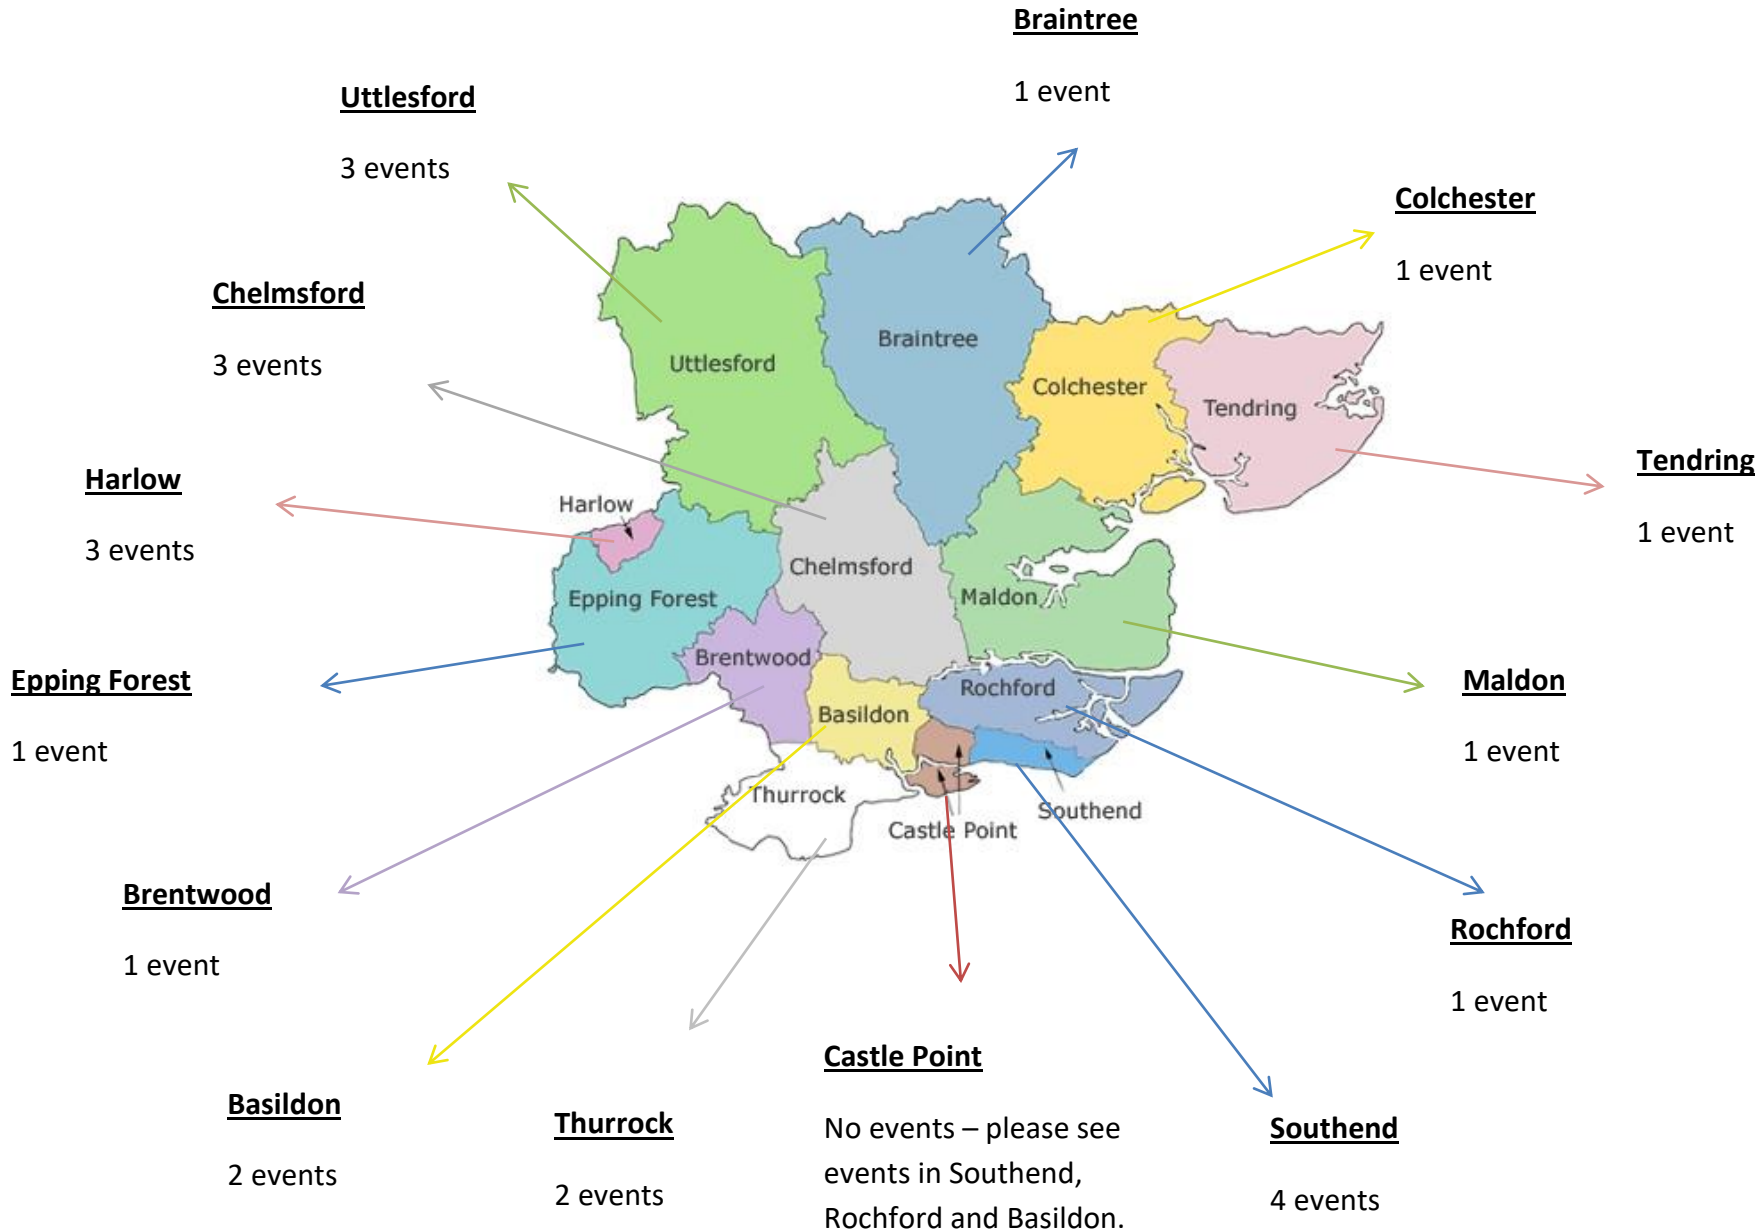 Braintree
1 event
Uttlesford
3 events
Colchester
1 event
Chelmsford
3 events
Harlow
3 events
Tendring
1 event
Epping Forest
1 event
Maldon
1 event
Brentwood
1 event
Rochford
1 event
Basildon
2 events
Thurrock
2 events
Castle Point
No events – please see
events in Southend,
Rochford and Basildon.
Southend
4 events
Uttlesford
Braintree
Colchester
Tendring
Harlow
Epping Forest
Chelmsford
Maldon
Brentwood
Basildon
Rochford
Thurrock
Castle Point
Southend